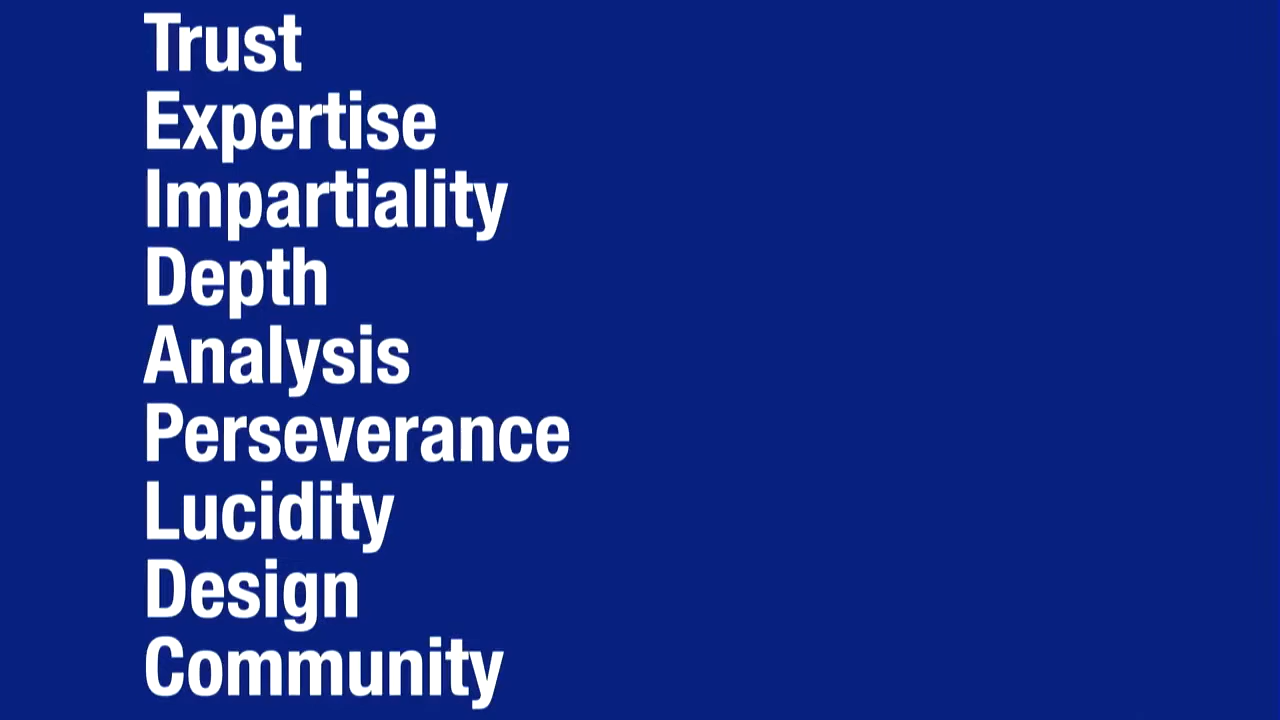 Trust
Expertise
Impartiality
Depth
Analysis
Perseverance
Lucidity
Design
Community